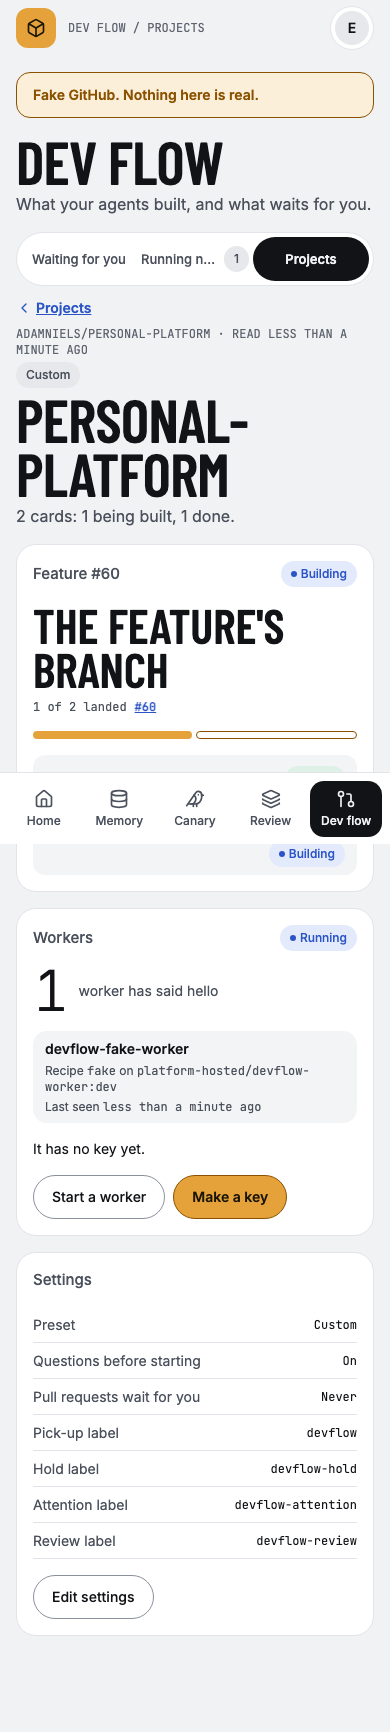 DEV FLOW / PROJECTS
E
Fake GitHub. Nothing here is real.
DEV FLOW
What your agents built, and what waits for you.
Waiting for you
Running n...
1
Projects
Projects
ADAMNIELS/PERSONAL-PLATFORM · READ LESS THAN A
MINUTE AGO
Custom
PERSONAL-
PLATFORM
2 cards: 1 being built, 1 done.
Feature #60
Building
THE FEATURE'S
BRANCH
1 of 2 landed #60
Home
Memory
Canary
Review
Dev flow
Building
Workers
Running
1 worker has said hello
devflow-fake-worker
Recipe fake on platform-hosted/devflow-
worker:dev
Last seen less than a minute ago
It has no key yet.
Start a worker
Make a key
Settings
Preset Custom
Questions before starting On
Pull requests wait for you Never
Pick-up label devflow
Hold label devflow-hold
Attention label devflow-attention
Review label devflow-review
Edit settings